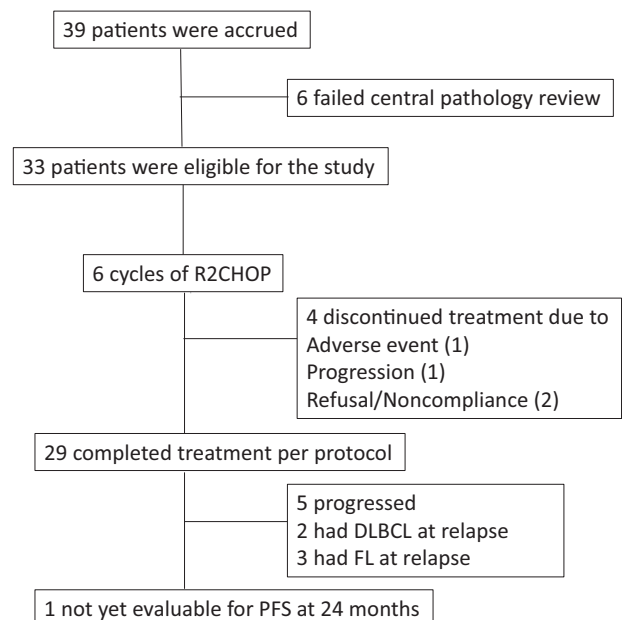 39 patients were accrued
6 failed central pathology review
33 patients were eligible for the study
6 cycles of R2CHOP
4 discontinued treatment due to
Adverse event (1)
Progression (1)
Refusal/Noncompliance (2)
29 completed treatment per protocol
5 progressed
2 had DLBCL at relapse
3 had FL at relapse
1 not yet evaluable for PFS at 24 months